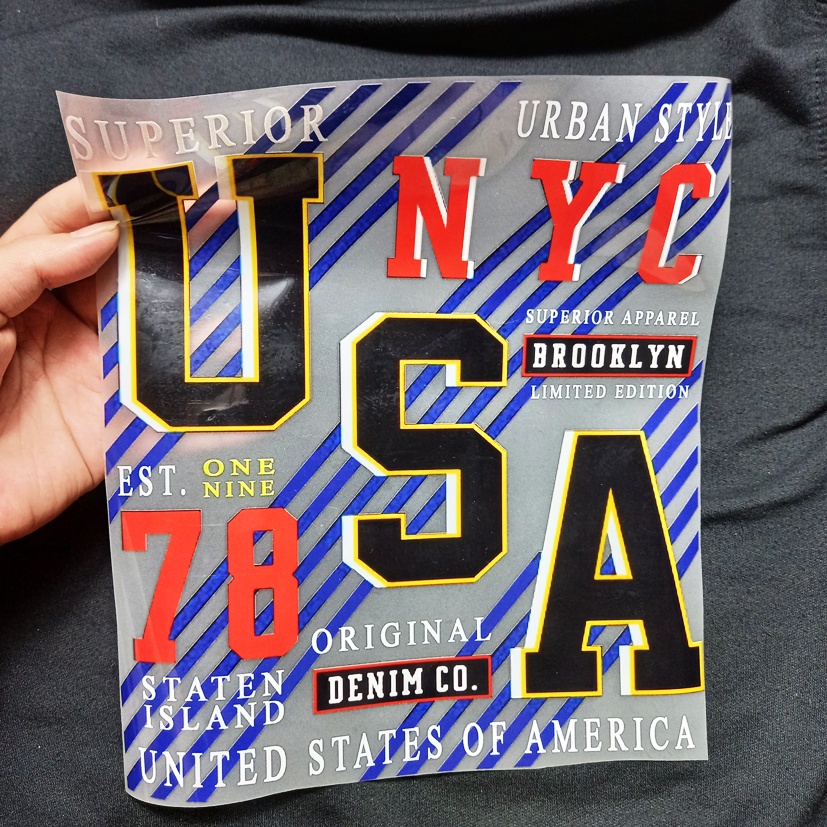 SUPERIOR
URBAN STYLE
U
NYC
S
SUPERIOR APPAREL
BROOKLYN
LIMITED EDITION
A
EST. ONE
NINE
78
ORIGINAL
DENIM CO.
STATEN
ISLAND
UNITED STATES OF AMERICA